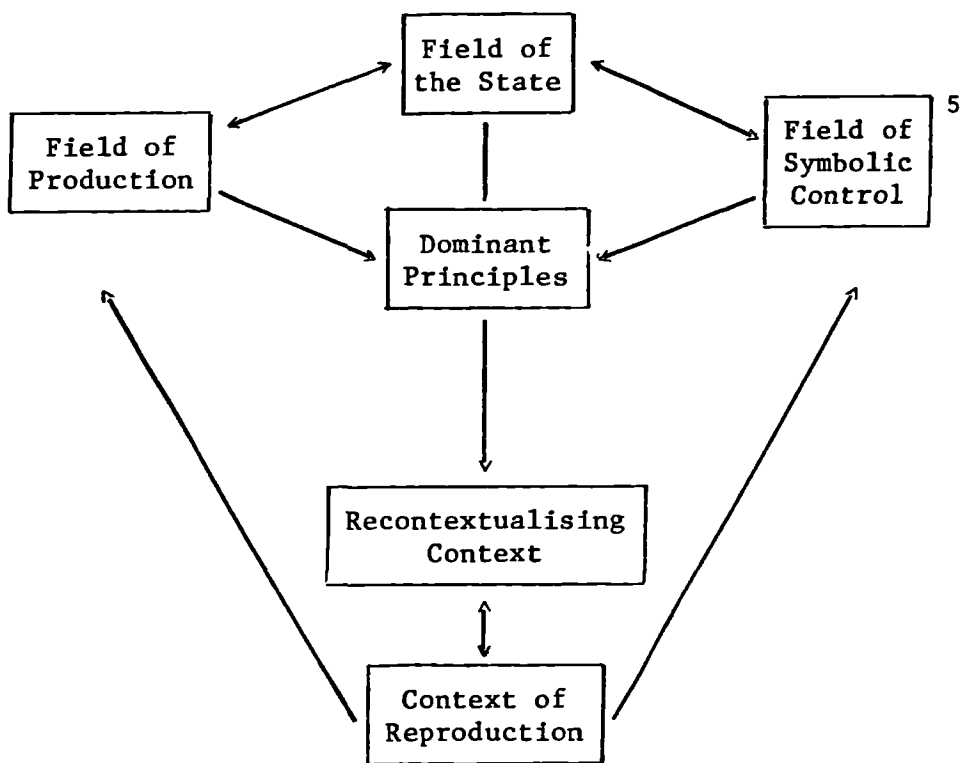 Field of
the State
5
Field of
Production
Field of
Symbolic
Control
Dominant
Principles
Recontextualising
Context
Context of
Reproduction